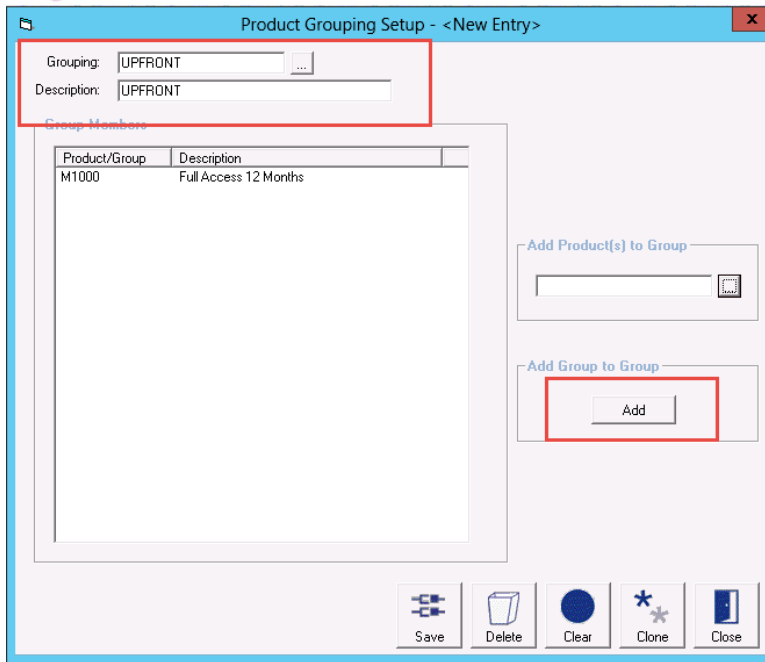 Product Grouping Setup - <New Entry>
x
Grouping: UPFRONT ...
Description: UPFRONT
Group Members
Product/Group Description
M1000 Full Access 12 Months
Add Product(s) to Group
Add Group to Group
Add
Save Delete Clear Clone Close